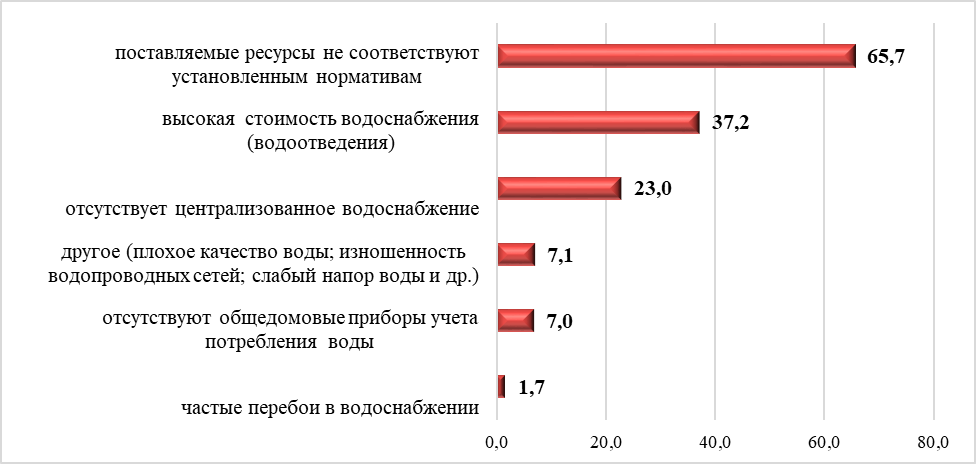 поставляемые ресурсы не соответствуют
установленным нормативам
65,7
высокая стоимость водоснабжения
(водоотведения)
37,2
23,0
отсутствует централизованное водоснабжение
другое (плохое качество воды; изношенность
водопроводных сетей; слабый напор воды и др.)
7,1
отсутствуют общедомовые приборы учета
потребления воды
7,0
1,7
частые перебои в водоснабжении
0,0 20,0 40,0 60,0 80,0